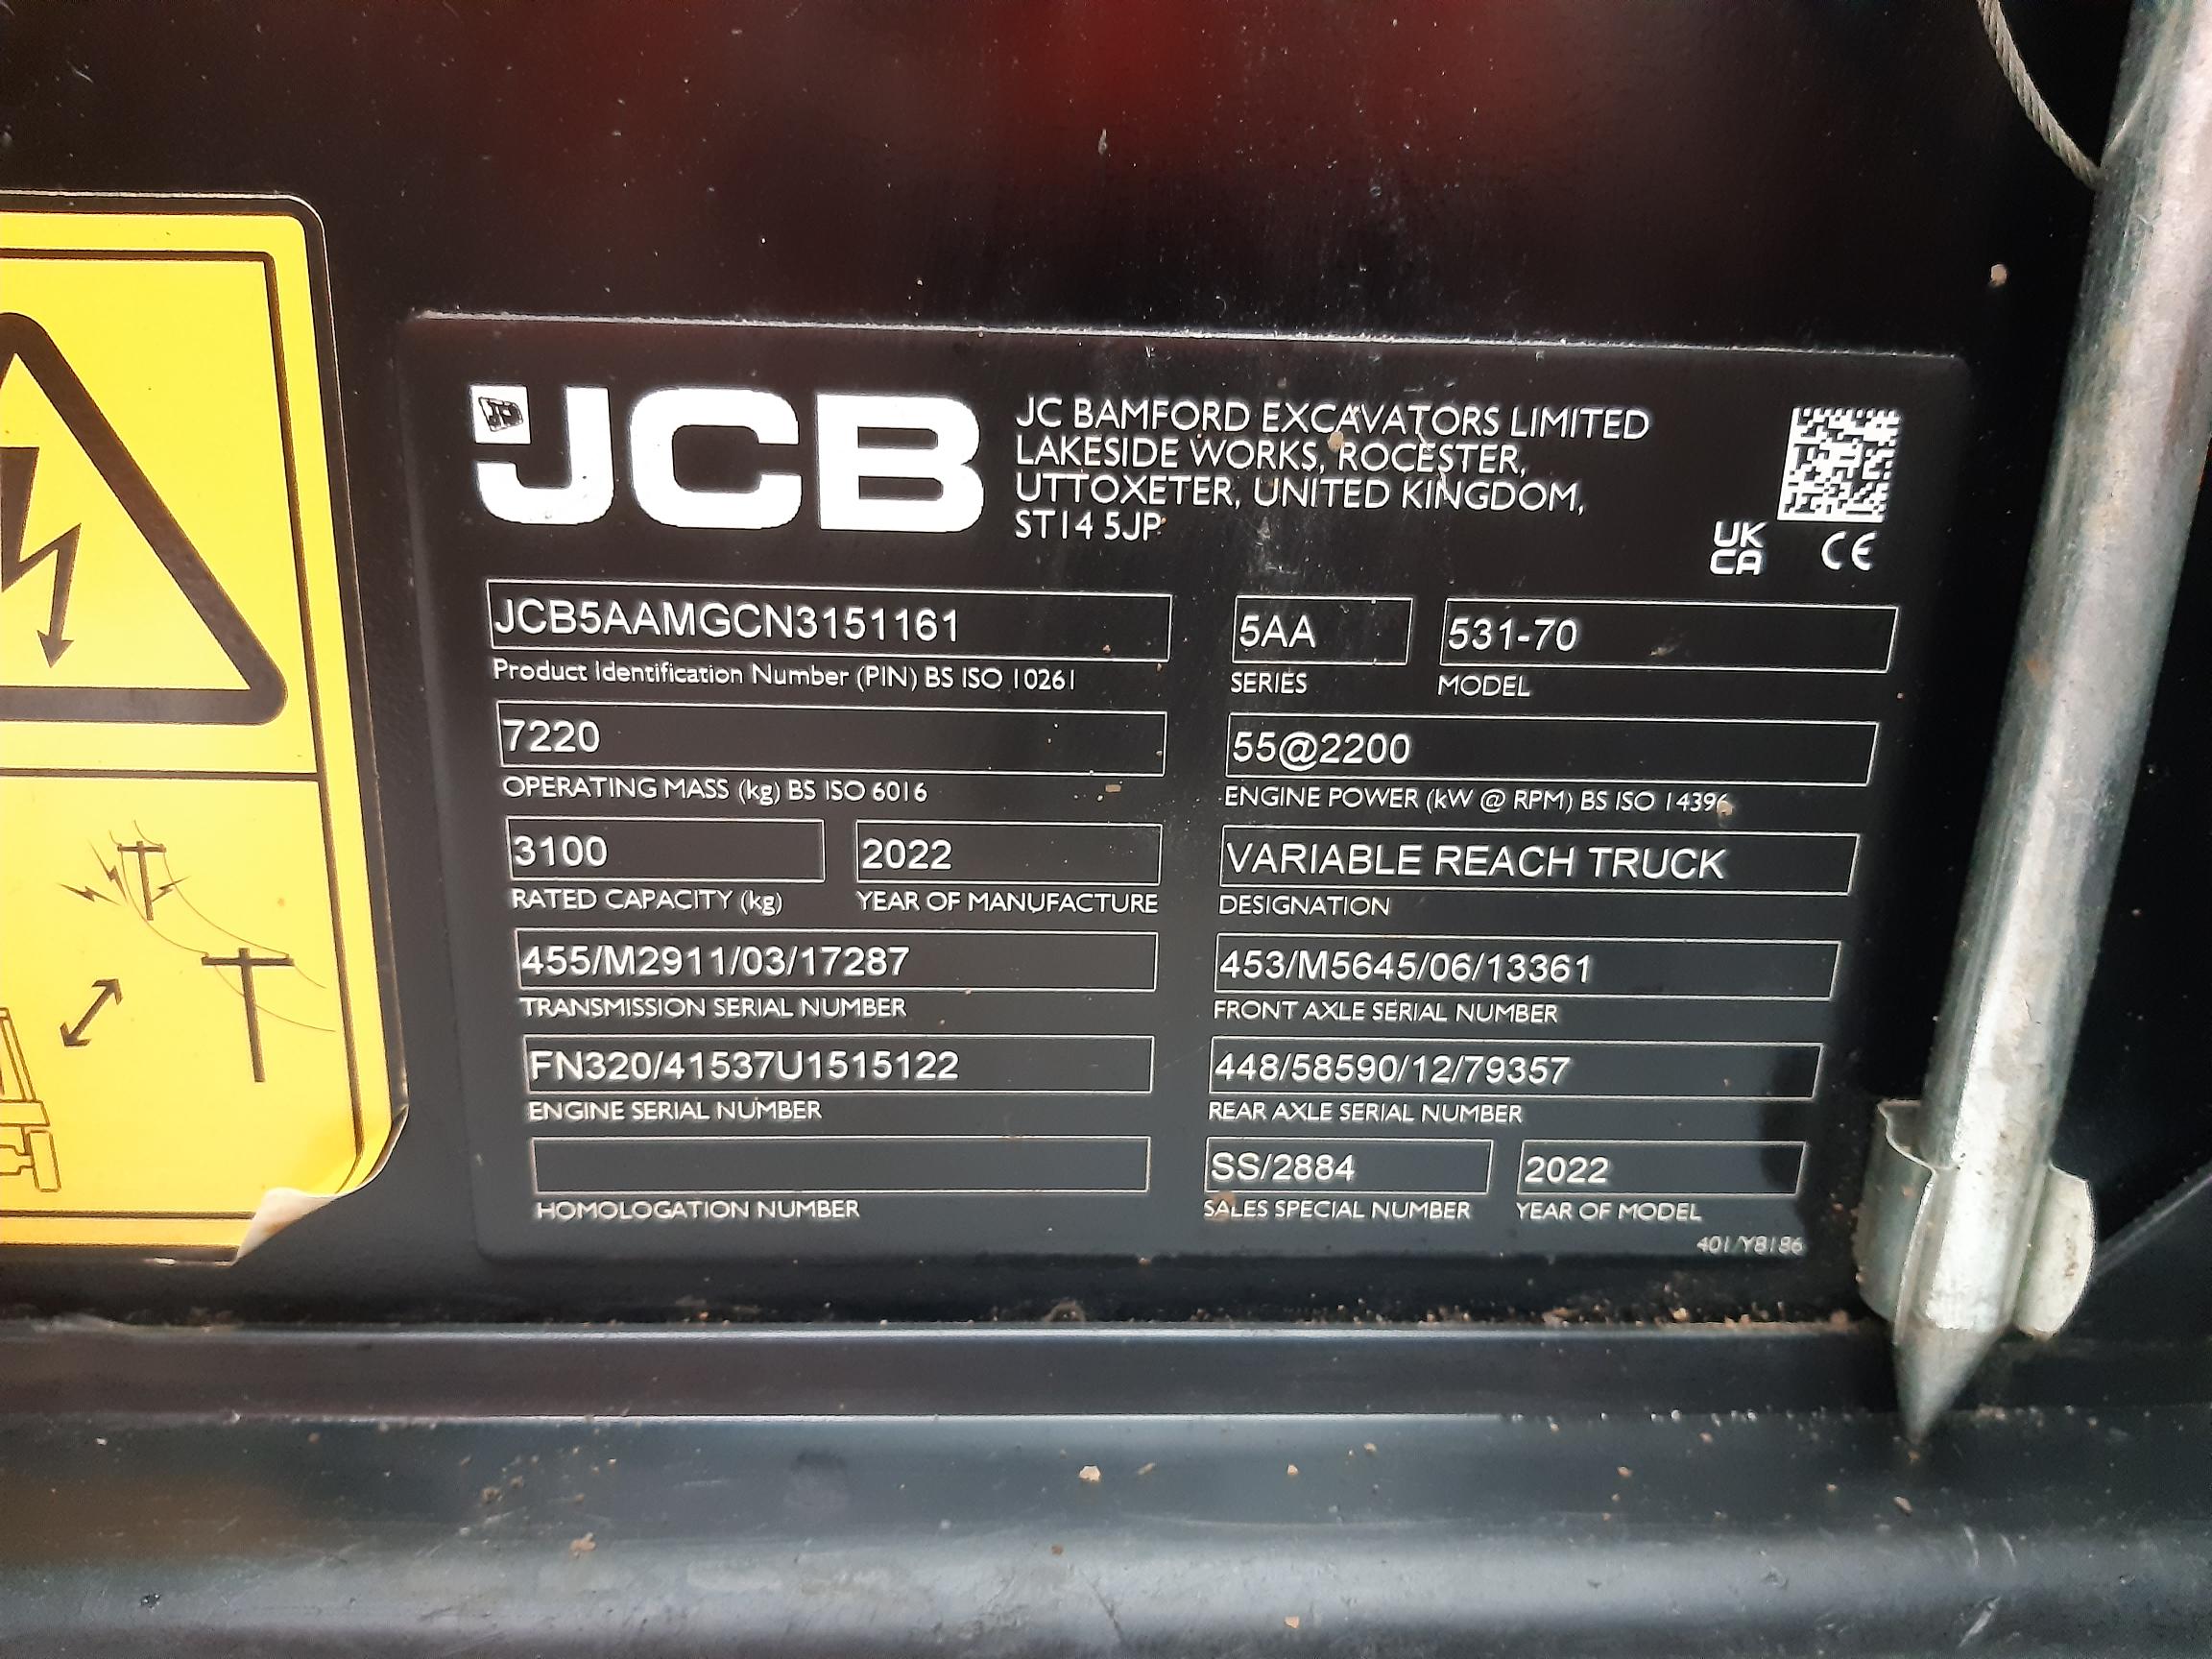 JCB
JC BAMFORD EXCAVATORS LIMITED
LAKESIDE WORKS, ROCESTER,
UTTOXETER, UNITED KINGDOM,
ST14 5JP
UK
CA
CE
JCB5AAMGCN3151161
Product Identification Number (PIN) BS ISO 10261
5AA
SERIES
531-70
MODEL
7220
OPERATING MASS (kg) BS ISO 6016
55@2200
ENGINE POWER (kW @ RPM) BS ISO 14396
3100
RATED CAPACITY (kg)
2022
YEAR OF MANUFACTURE
VARIABLE REACH TRUCK
DESIGNATION
455/M2911/03/17287
TRANSMISSION SERIAL NUMBER
453/M5645/06/13361
FRONT AXLE SERIAL NUMBER
FN320/41537U1515122
ENGINE SERIAL NUMBER
448/58590/12/79357
REAR AXLE SERIAL NUMBER
HOMOLOGATION NUMBER
SS/2884
SALES SPECIAL NUMBER
2022
YEAR OF MODEL
401/Y8186